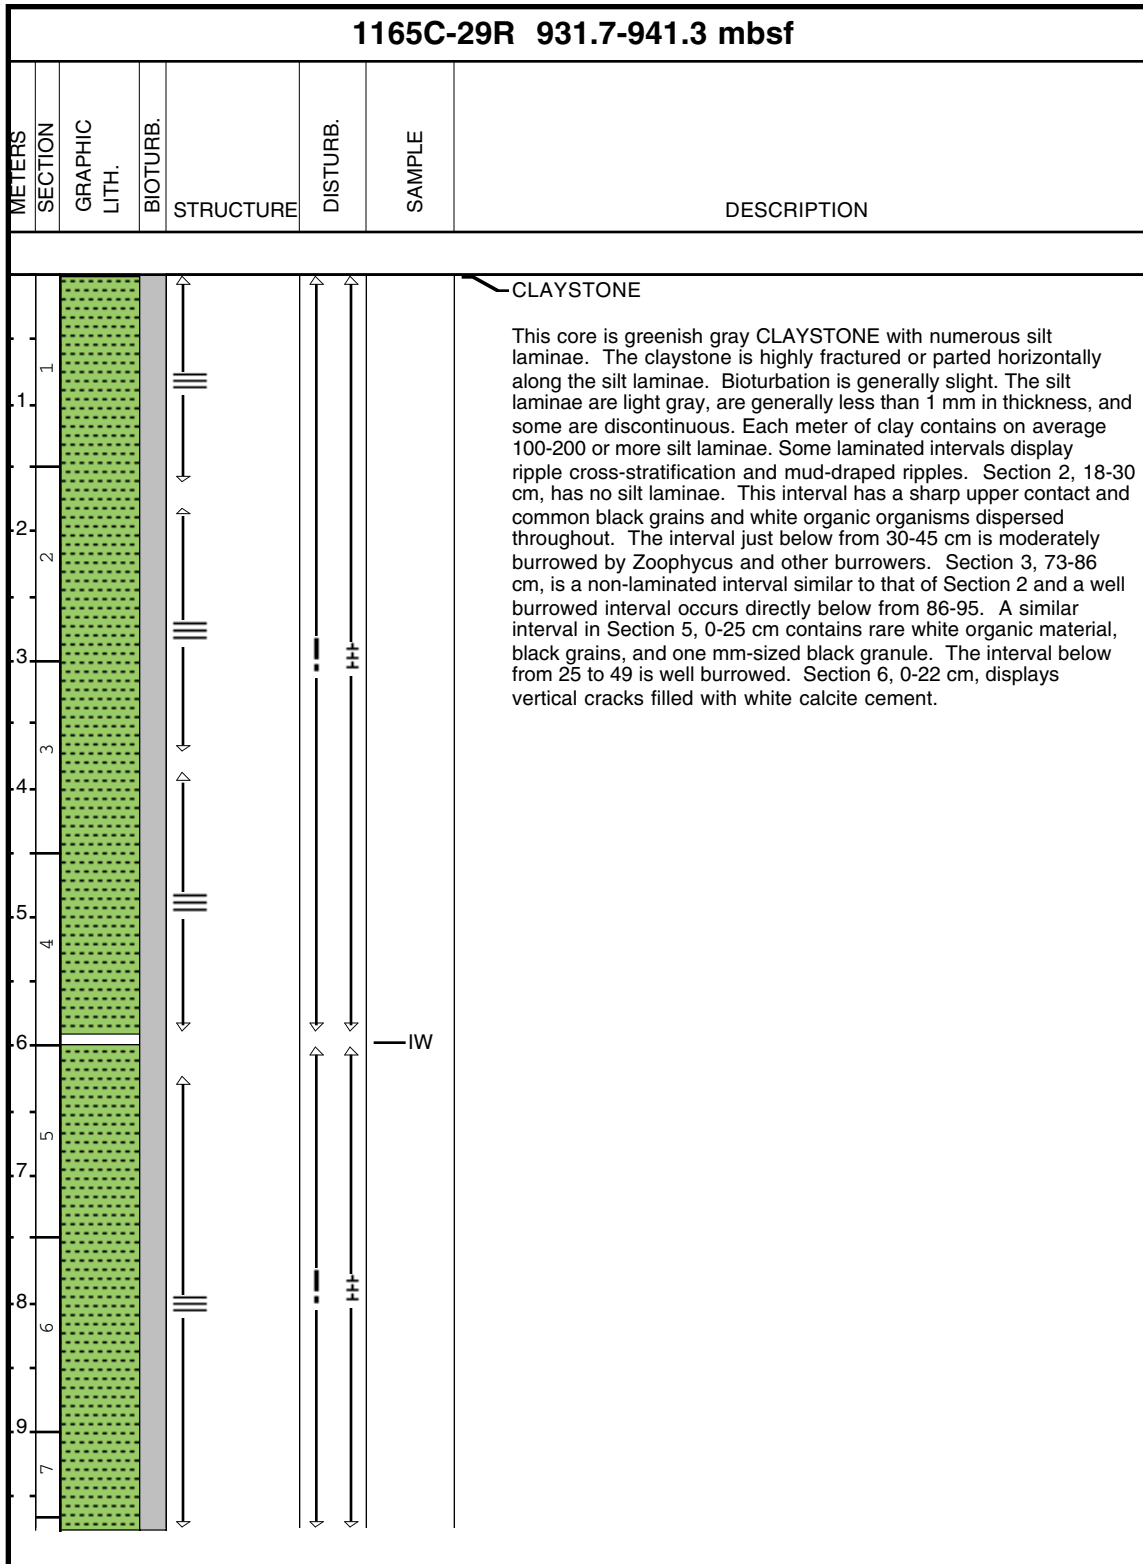 1165C-29R 931.7-941.3 mbsf
METERS
SECTION
GRAPHIC
LITH.
BIOTURB.
STRUCTURE
DISTURB.
SAMPLE
DESCRIPTION
CLAYSTONE
This core is greenish gray CLAYSTONE with numerous silt
laminae. The claystone is highly fractured or parted horizontally
along the silt laminae. Bioturbation is generally slight. The silt
laminae are light gray, are generally less than 1 mm in thickness, and
some are discontinuous. Each meter of clay contains on average
100-200 or more silt laminae. Some laminated intervals display
ripple cross-stratification and mud-draped ripples. Section 2, 18-30
cm, has no silt laminae. This interval has a sharp upper contact and
common black grains and white organic organisms dispersed
throughout. The interval just below from 30-45 cm is moderately
burrowed by Zoophycus and other burrowers. Section 3, 73-86
cm, is a non-laminated interval similar to that of Section 2 and a well
burrowed interval occurs directly below from 86-95. A similar
interval in Section 5, 0-25 cm contains rare white organic material,
black grains, and one mm-sized black granule. The interval below
from 25 to 49 is well burrowed. Section 6, 0-22 cm, displays
vertical cracks filled with white calcite cement.
1
1
2
2
3
3
4
4
5
6
IW
5
7
8
6
9
7